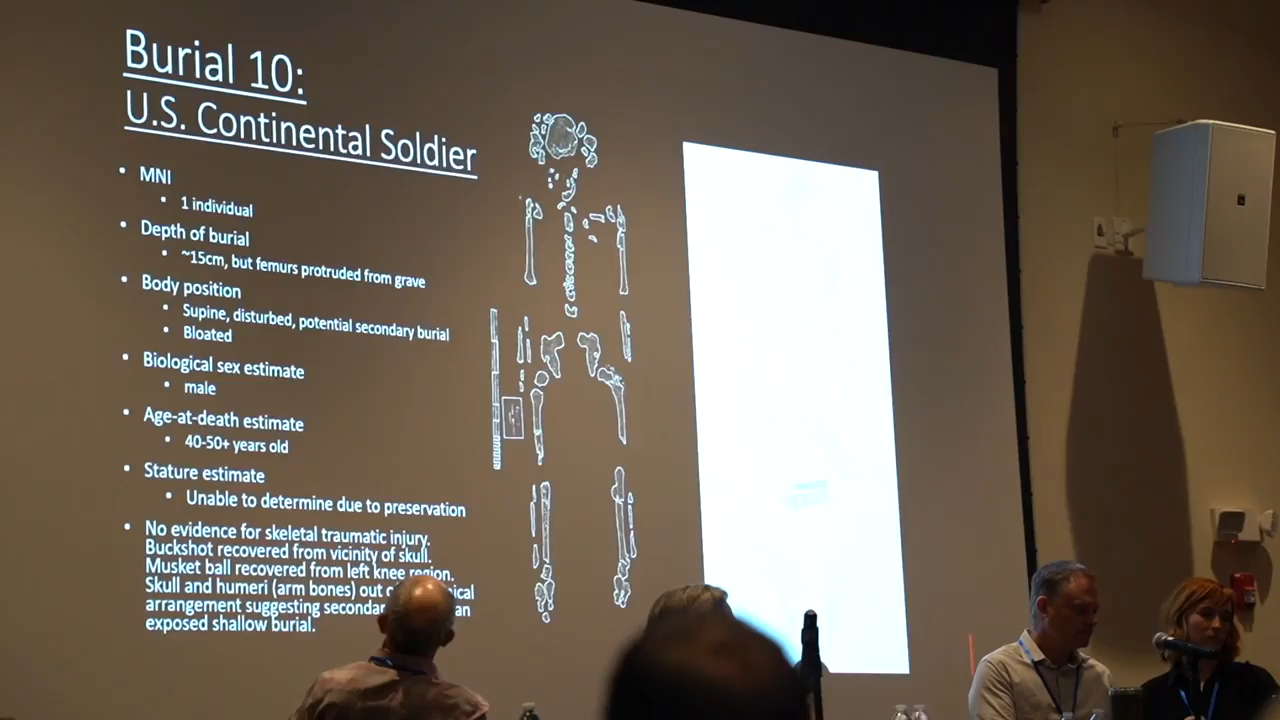 Burial 10:
U.S. Continental Soldier
• MNI
• 1 individual
• Depth of burial
• ~15cm, but femurs protruded from grave
• Body position
• Supine, disturbed, potential secondary burial
• Bloated
• Biological sex estimate
• male
• Age-at-death estimate
• 40-50+ years old
• Stature estimate
• Unable to determine due to preservation
• No evidence for skeletal traumatic injury.
Buckshot recovered from vicinity of skull.
Musket ball recovered from left knee region.
Skull and humeri (arm bones) out
arrangement suggesting
exposed shallow burial.